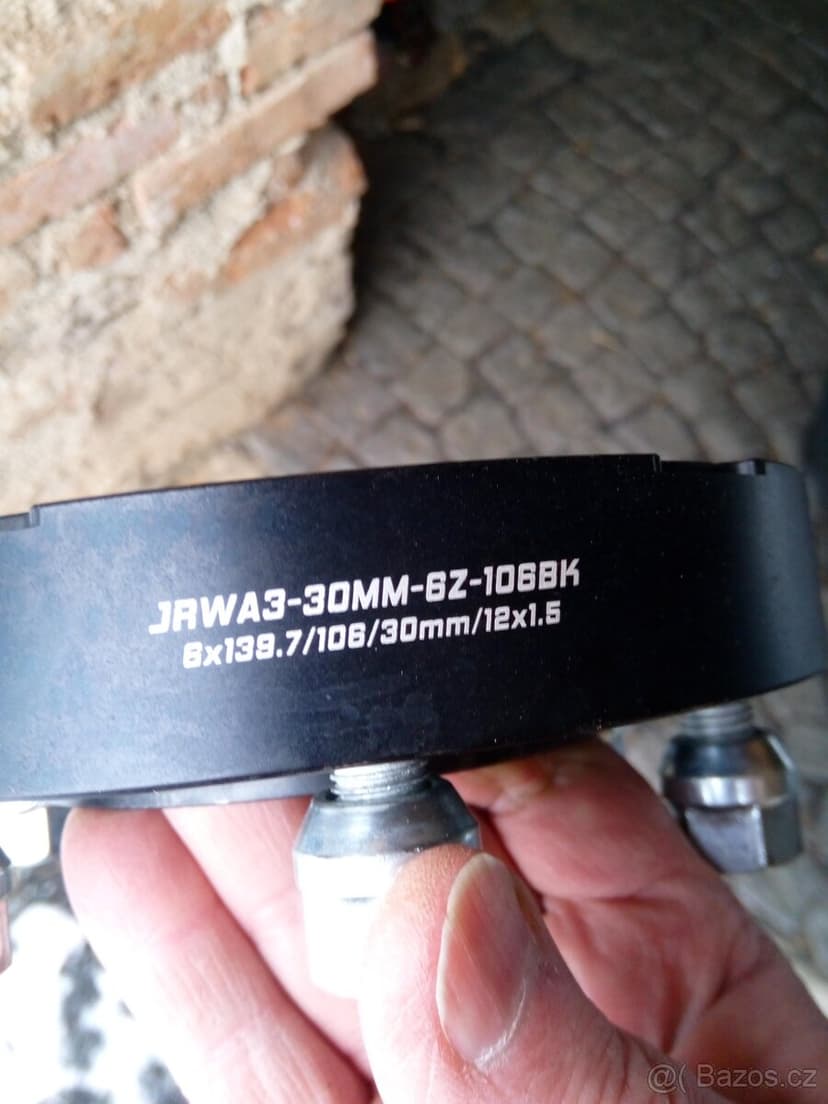 JRWA3-30MM-6Z-106BK
6x139.7/106/30mm/12x1.5
@( Bazos.cz